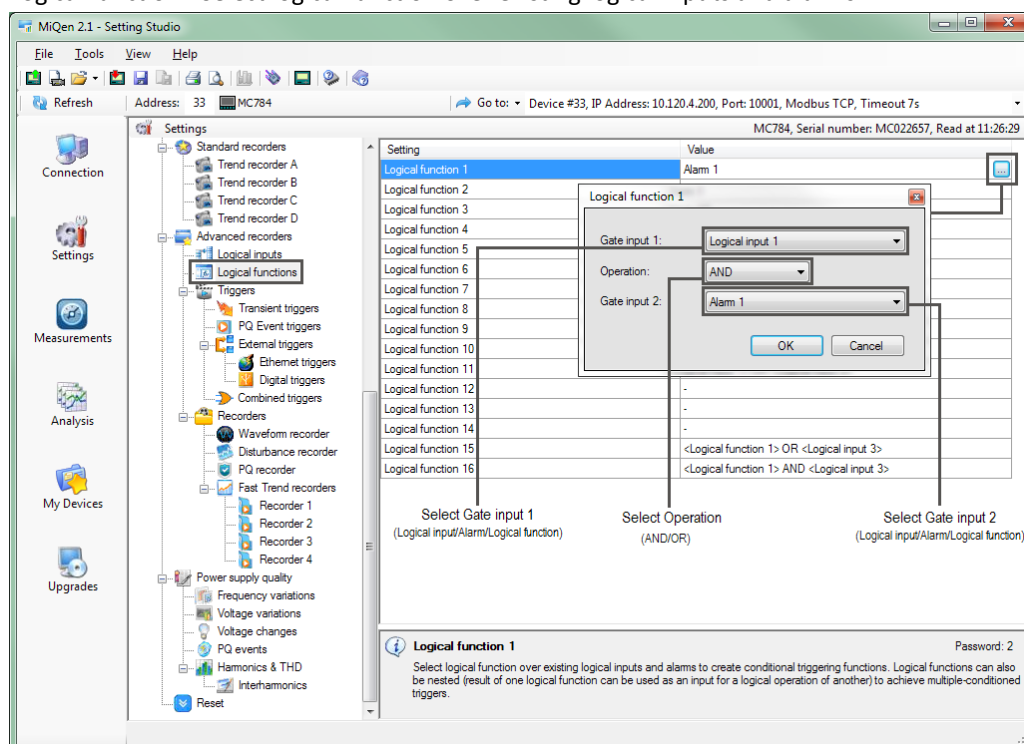 MiQen 2.1 - Setting Studio
File Tools View Help
Refresh Address: 33 MC784 Go to: Device #33, IP Address: 10.120.4.200, Port: 10001, Modbus TCP, Timeout 7s
Settings MC784, Serial number: MC022657, Read at 11:26:29
Connection
Settings
Measurements
Analysis
My Devices
Upgrades
Standard recorders
Trend recorder A
Trend recorder B
Trend recorder C
Trend recorder D
Advanced recorders
Logical inputs
Logical functions
Triggers
Transient triggers
PQ Event triggers
External triggers
Ethernet triggers
Digital triggers
Combined triggers
Recorders
Waveform recorder
Disturbance recorder
PQ recorder
Fast Trend recorders
Recorder 1
Recorder 2
Recorder 3
Recorder 4
Power supply quality
Frequency variations
Voltage variations
Voltage changes
PQ events
Harmonics & THD
Interharmonics
Reset
Setting Value
Logical function 1 Alarm 1 ...
Logical function 2
Logical function 3
Logical function 4
Logical function 5
Logical function 6
Logical function 7
Logical function 8
Logical function 9
Logical function 10
Logical function 11
Logical function 12 -
Logical function 13 -
Logical function 14 -
Logical function 15 <Logical function 1> OR <Logical input 3>
Logical function 16 <Logical function 1> AND <Logical input 3>
Logical function 1
Gate input 1: Logical input 1
Operation: AND
Gate input 2: Alarm 1
OK Cancel
Select Gate input 1
(Logical input/Alarm/Logical function)
Select Operation
(AND/OR)
Select Gate input 2
(Logical input/Alarm/Logical function)
Logical function 1 Password: 2
Select logical function over existing logical inputs and alarms to create conditional triggering functions. Logical functions can also
be nested (result of one logical function can be used as an input for a logical operation of another) to achieve multiple-conditioned
triggers.